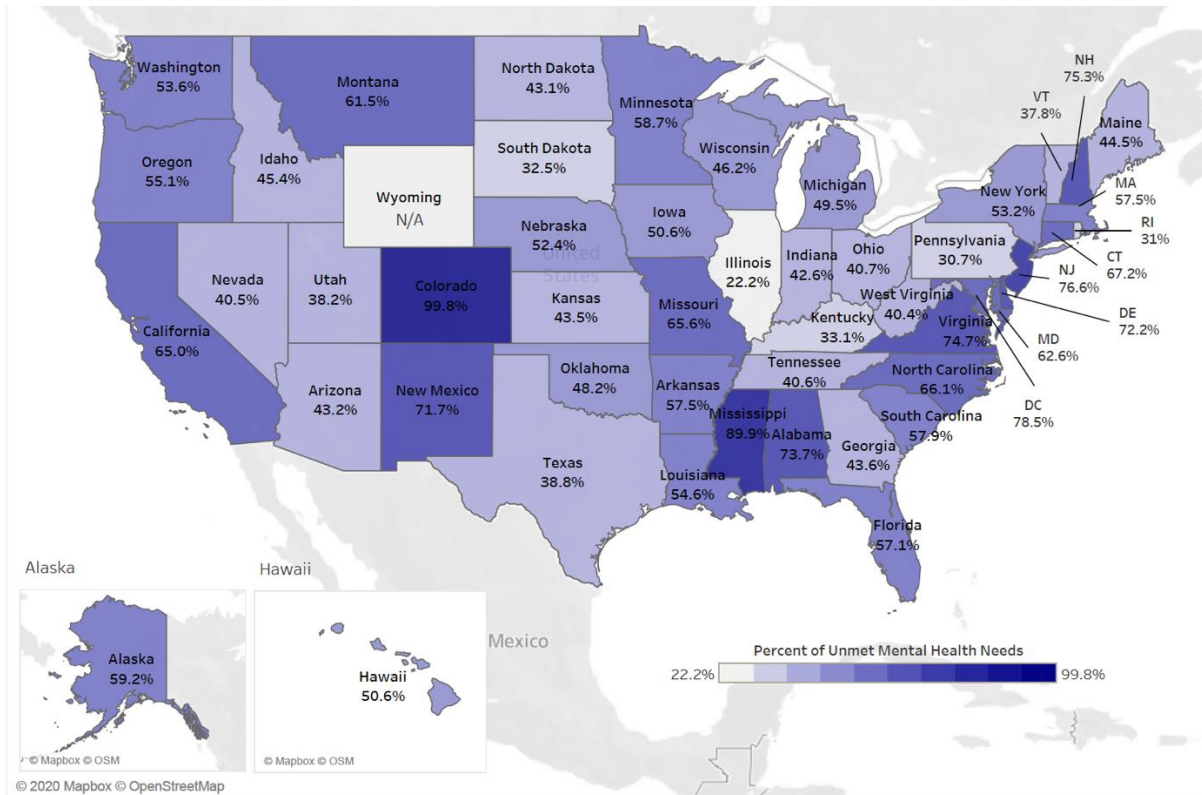 Washington
53.6%
Montana
61.5%
North Dakota
43.1%
Minnesota
58.7%
NH
75.3%
VT
37.8%
Maine
44.5%
Oregon
55.1%
Idaho
45.4%
South Dakota
32.5%
Wisconsin
46.2%
Michigan
49.5%
New York
53.2%
MA
57.5%
RI
31%
Wyoming
N/A
Nebraska
52.4%
Iowa
50.6%
Illinois
22.2%
Indiana
42.6%
Ohio
40.7%
Pennsylvania
30.7%
CT
67.2%
NJ
76.6%
Nevada
40.5%
Utah
38.2%
Colorado
99.8%
United
States
Kansas
43.5%
Missouri
65.6%
Kentucky
33.1%
West Virginia
40.4%
Virginia
74.7%
DE
72.2%
MD
62.6%
DC
78.5%
California
65.0%
Arizona
43.2%
New Mexico
71.7%
Oklahoma
48.2%
Arkansas
57.5%
Tennessee
40.6%
North Carolina
66.1%
South Carolina
57.9%
Mississippi
89.9%
Alabama
73.7%
Georgia
43.6%
Texas
38.8%
Louisiana
54.6%
Florida
57.1%
Alaska
Alaska
59.2%
© Mapbox © OSM
Hawaii
Hawaii
50.6%
© Mapbox © OSM
Mexico
Percent of Unmet Mental Health Needs
22.2%
99.8%
© 2020 Mapbox © OpenStreetMap